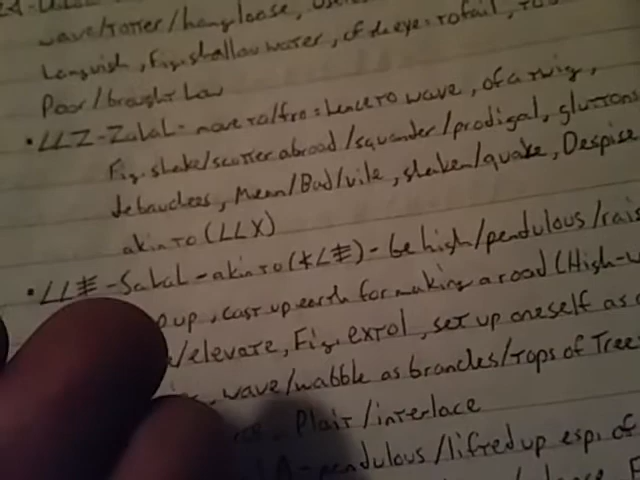 wave/totter/hang loose,
Languish, Fig. shallow water, of the eye: to fail,
Poor/brought Low
• LLZ-Zalal- move to/fro: hence to wave, of a twig,
Fig. shake/scatter abroad/squander/prodigal, gluttons
debauchees, Mean/Bad/vile, shaken/quake, Despise
akin to (LLX)
• LL‡-Salal-akin to (‡L‡)- be high/pendulous/rais
up, cast up earth for making a road (High-w
/elevate, Fig. extol, set up oneself as a
wave/wabble as branches/tops of Tree
Plait/interlace
pendulous/lifted up espi of